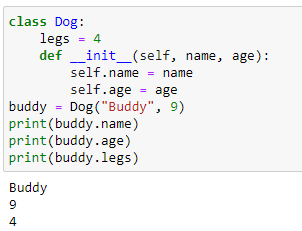 class Dog:
    legs = 4
    def __init__(self, name, age):
        self.name = name
        self.age = age
buddy = Dog("Buddy", 9)
print(buddy.name)
print(buddy.age)
print(buddy.legs)
Buddy
9
4